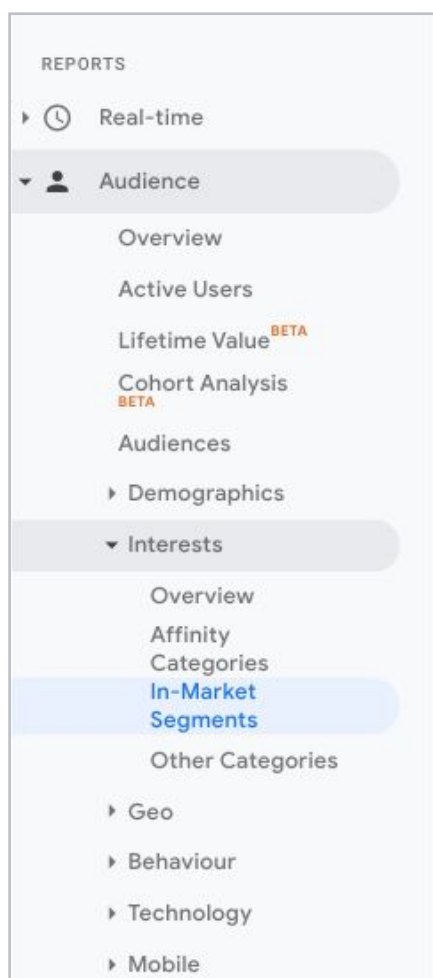 REPORTS
Real-time
Audience
Overview
Active Users
Lifetime Value BETA
Cohort Analysis
BETA
Audiences
Demographics
Interests
Overview
Affinity
Categories
In-Market
Segments
Other Categories
Geo
Behaviour
Technology
Mobile